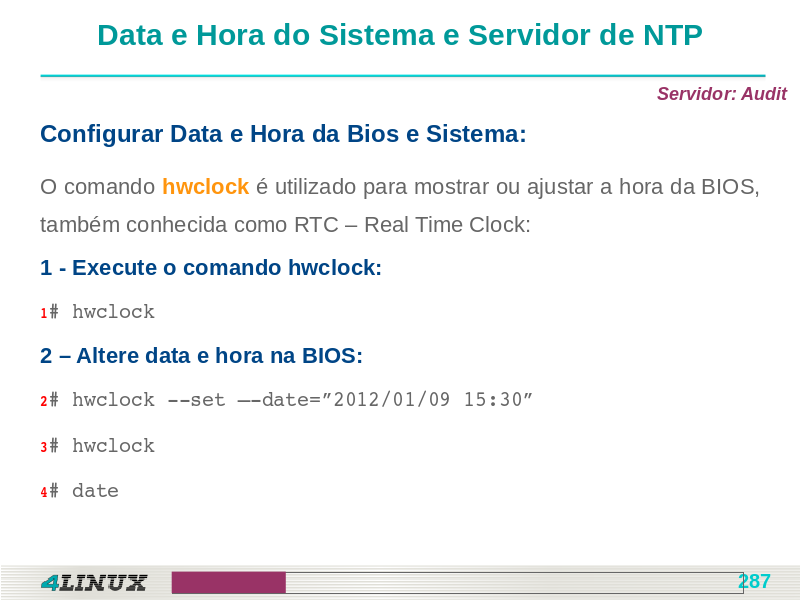 Data e Hora do Sistema e Servidor de NTP
Servidor: Audit
Configurar Data e Hora da Bios e Sistema:
O comando hwclock é utilizado para mostrar ou ajustar a hora da BIOS,
também conhecida como RTC – Real Time Clock:
1 - Execute o comando hwclock:
1# hwclock
2 – Altere data e hora na BIOS:
2# hwclock --set –-date=”2012/01/09 15:30”
3# hwclock
4# date
4LINUX
287